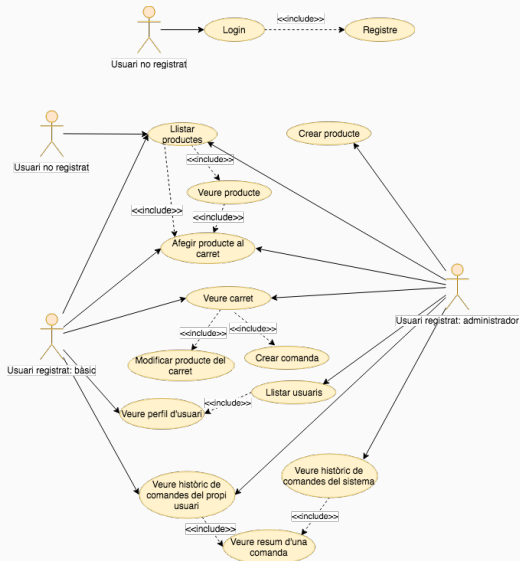 <<include>>
Login
Registre
Usuari no registrat
Llistar
productes
Crear producte
<<include>>
Usuari no registrat
Veure producte
<<include>>
<<include>>
Afegir producte al
carret
Veure carret
Usuari registrat: administrador
<<include>>
<<include>>
Modificar producte del
carret
Crear comanda
Usuari registrat: bàsic
Llistar usuaris
<<include>>
Veure perfil d'usuari
Veure històric de
comandes del sistema
Veure històric de
comandes del propi
usuari
<<include>>
<<include>>
Veure resum d'una
comanda